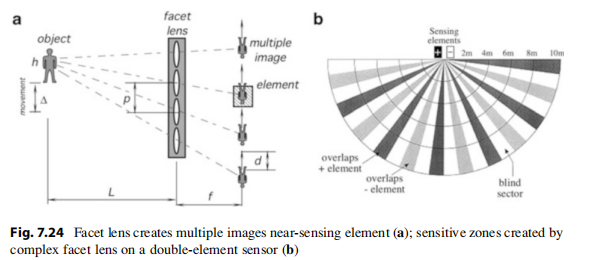 a
facet
lens
object
h
multiple
image
element
movement
Δ
p
d
L
f
b
Sensing
elements
+ -
2m 4m 6m 8m 10m
overlaps
+ element
overlaps
- element
blind
sector
Fig. 7.24 Facet lens creates multiple images near-sensing element (a); sensitive zones created by
complex facet lens on a double-element sensor (b)